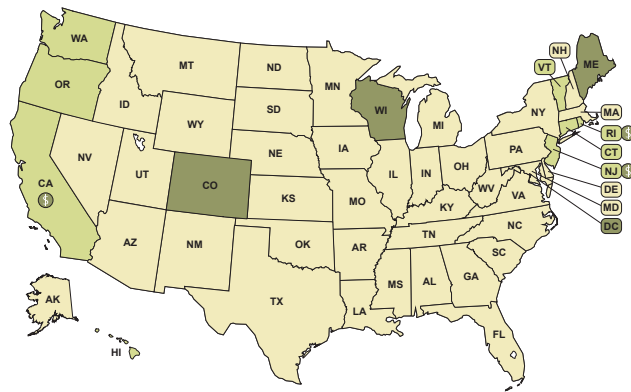 WA
OR
CA
$
NV
ID
MT
WY
UT
CO
AZ
NM
ND
SD
NE
KS
OK
TX
MN
IA
MO
AR
LA
WI
IL
MI
IN
OH
KY
TN
MS
AL
GA
FL
SC
NC
VA
WV
PA
NY
VT
NH
ME
MA
RI $
CT
NJ $
DE
MD
DC
AK
HI